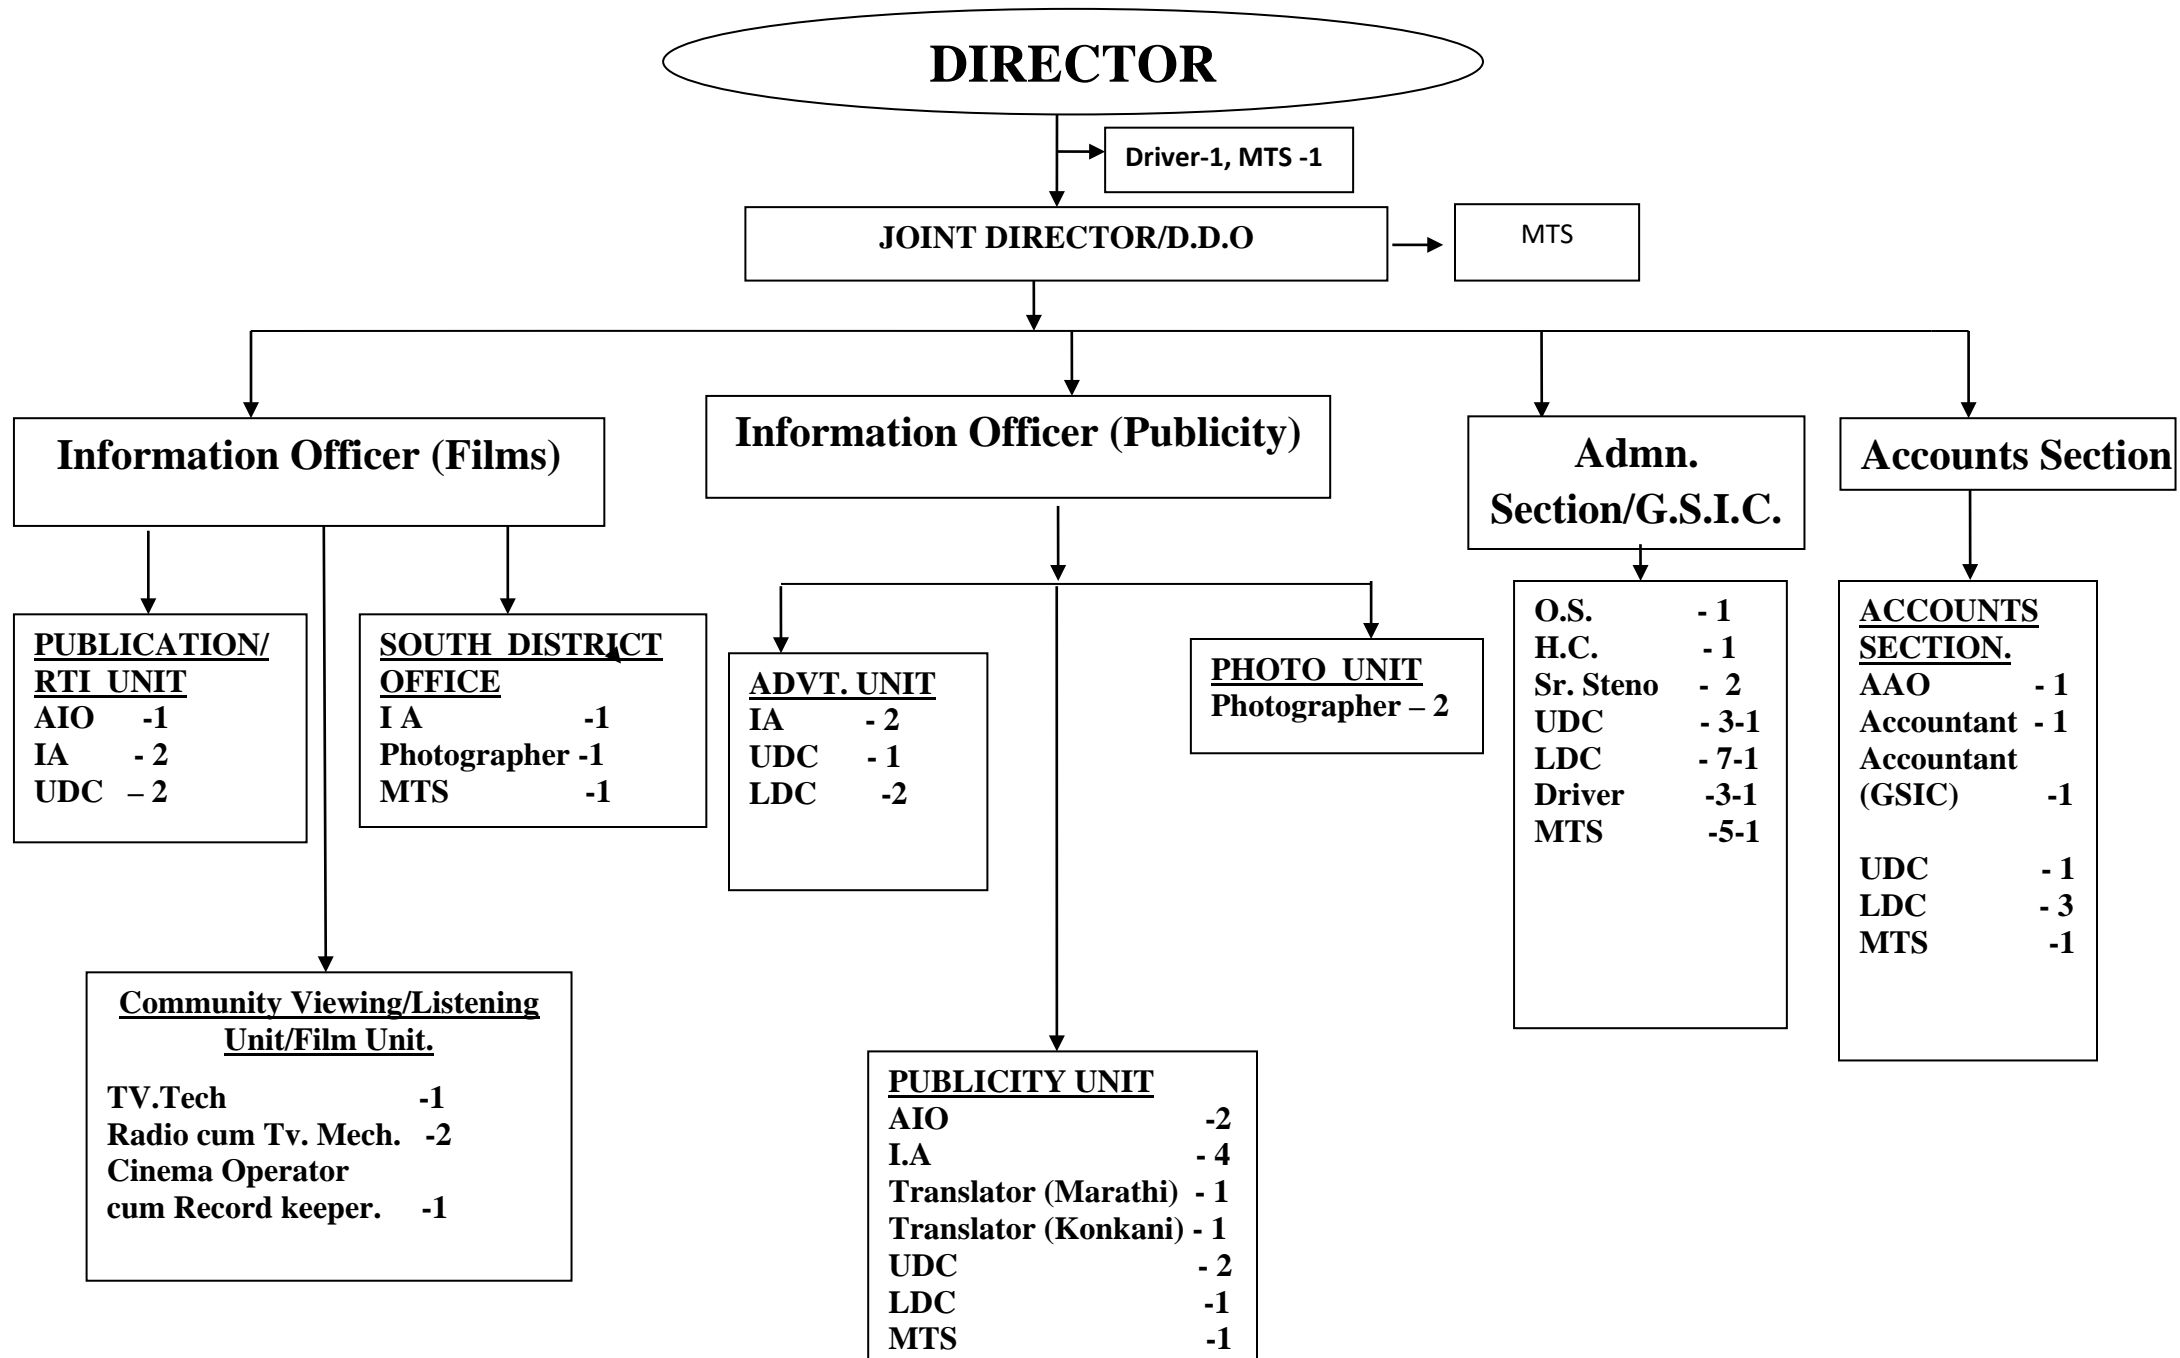 DIRECTOR
Driver-1, MTS -1
JOINT DIRECTOR/D.D.O
MTS
Information Officer (Films)
Information Officer (Publicity)
Admn.
Section/G.S.I.C.
Accounts Section
PUBLICATION/
RTI UNIT
AIO -1
IA - 2
UDC – 2
SOUTH DISTRICT
OFFICE
I A -1
Photographer -1
MTS -1
ADVT. UNIT
IA - 2
UDC - 1
LDC -2
PHOTO UNIT
Photographer – 2
O.S. - 1
H.C. - 1
Sr. Steno - 2
UDC - 3-1
LDC - 7-1
Driver -3-1
MTS -5-1
ACCOUNTS
SECTION.
AAO - 1
Accountant - 1
Accountant
(GSIC) -1
UDC - 1
LDC - 3
MTS -1
Community Viewing/Listening
Unit/Film Unit.
TV.Tech -1
Radio cum Tv. Mech. -2
Cinema Operator
cum Record keeper. -1
PUBLICITY UNIT
AIO -2
I.A - 4
Translator (Marathi) - 1
Translator (Konkani) - 1
UDC - 2
LDC -1
MTS -1